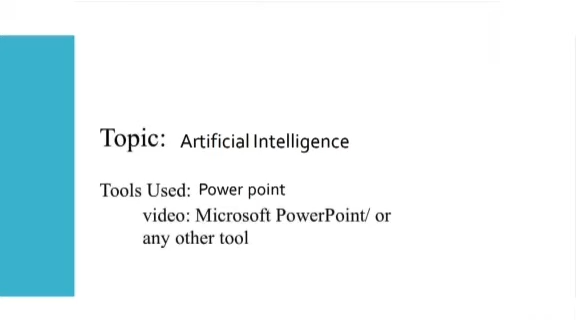 Topic: Artificial Intelligence
Tools Used: Power point
video: Microsoft PowerPoint/ or
any other tool